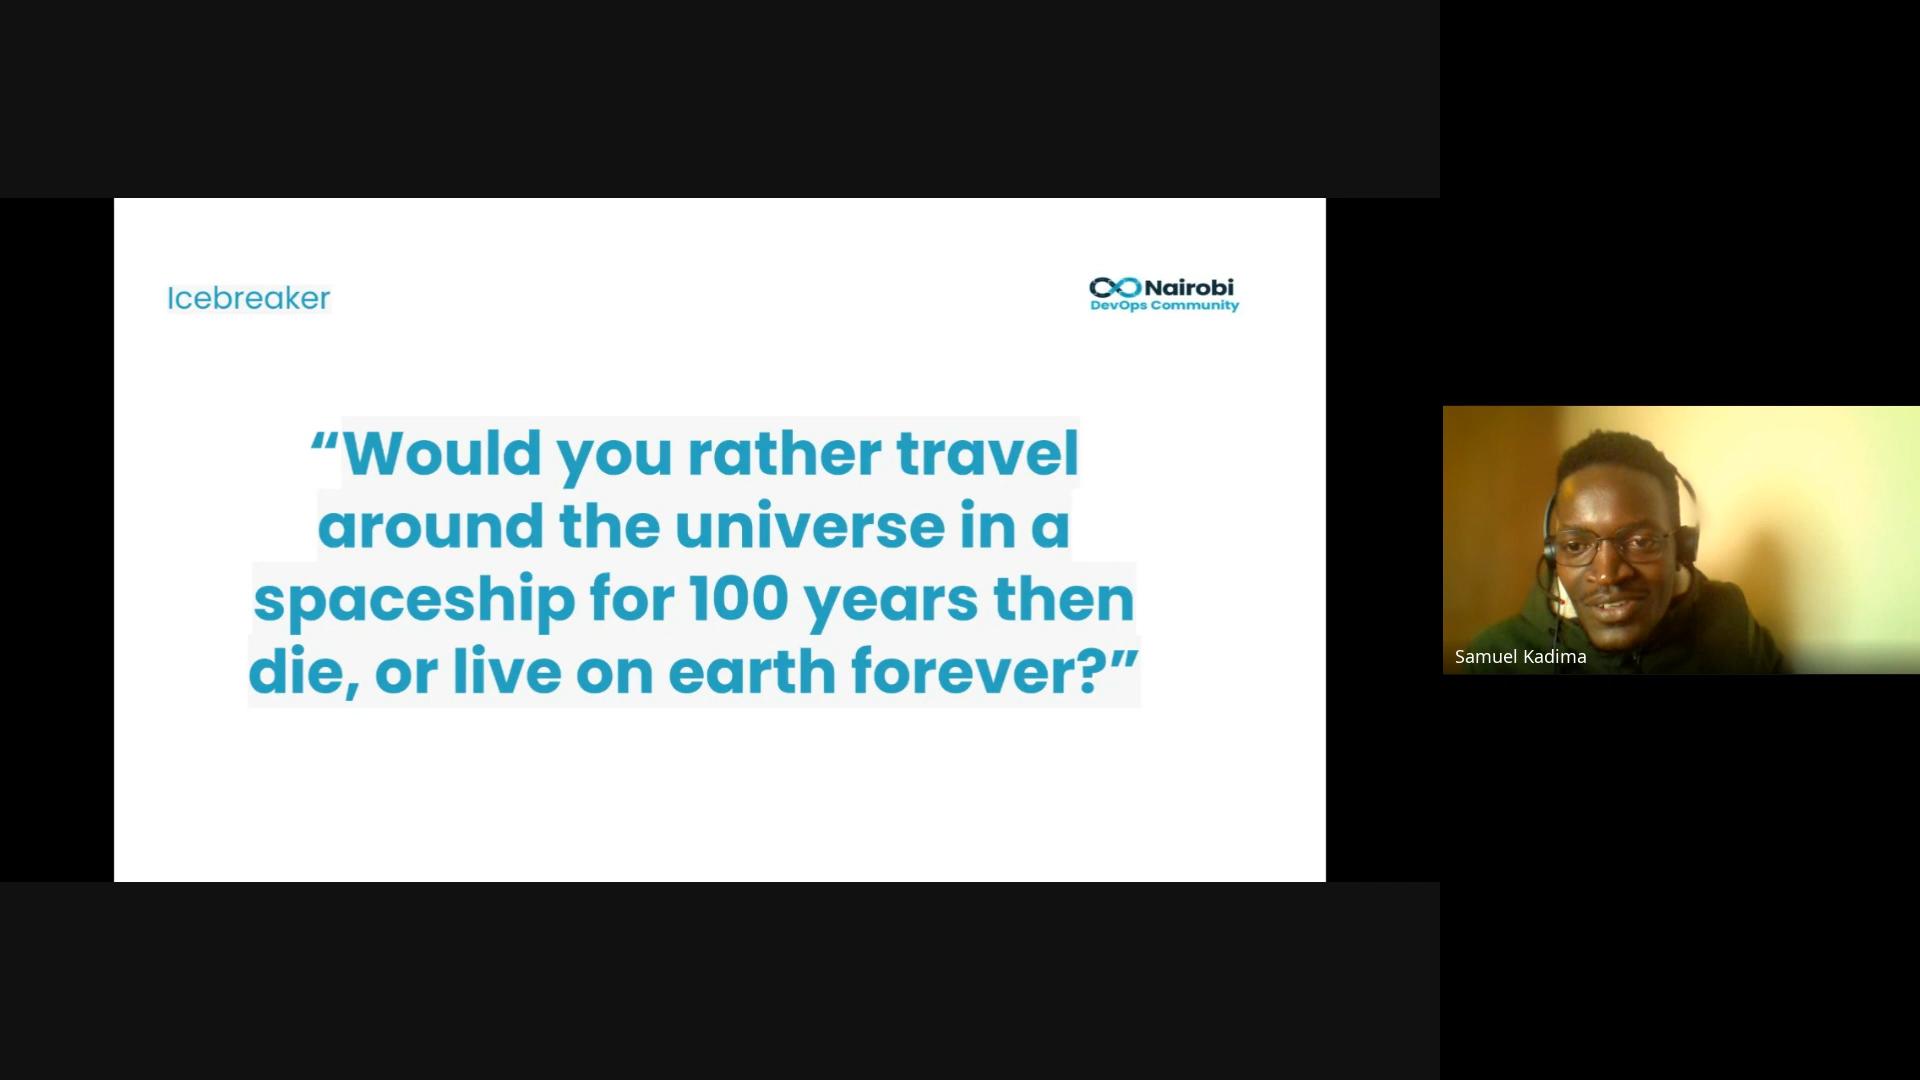 Icebreaker
Nairobi
DevOps Community
“Would you rather travel
around the universe in a
spaceship for 100 years then
die, or live on earth forever?”
Samuel Kadima